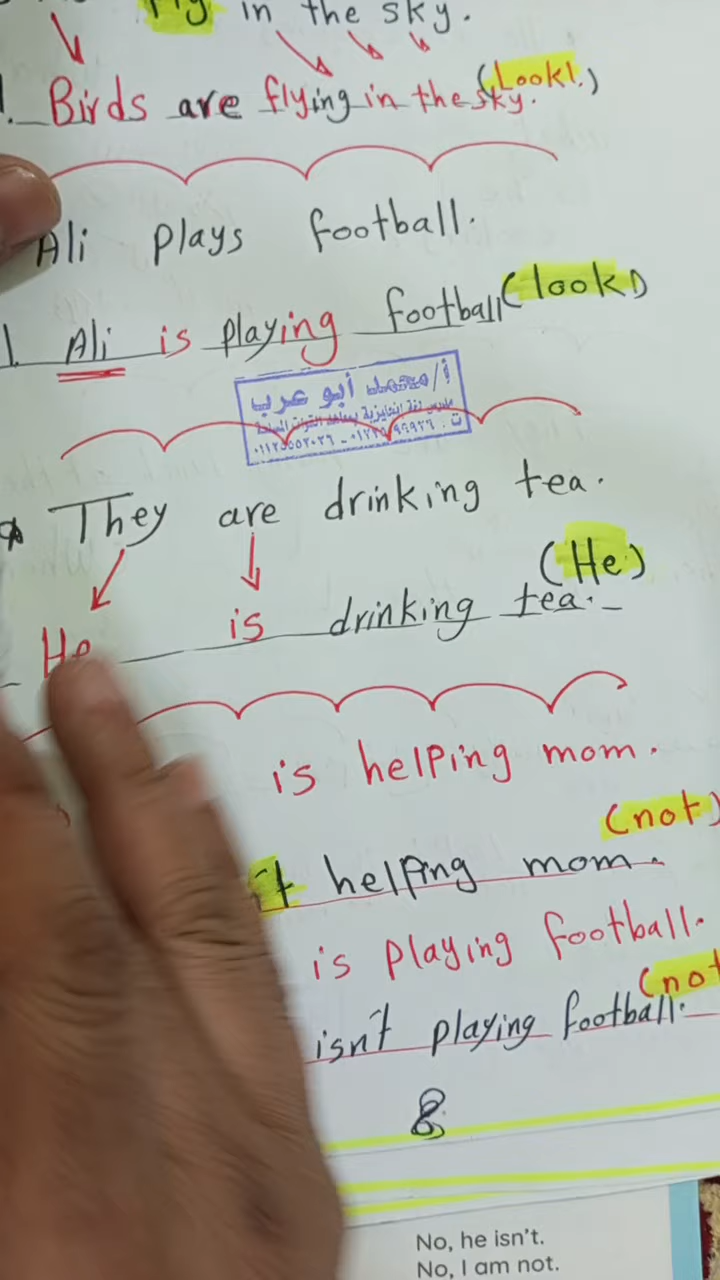 Fly in the sky.
Birds are flying in the sky. (Look!)
Ali plays football.
1. Ali is playing football (look!)
أ/محمد أبو عرب
They are drinking tea.
(He)
He is drinking tea.
is helping mom.
(not)
helping mom.
is playing football.
(not
isn't playing football.
8
No, he isn't.
No, I am not.